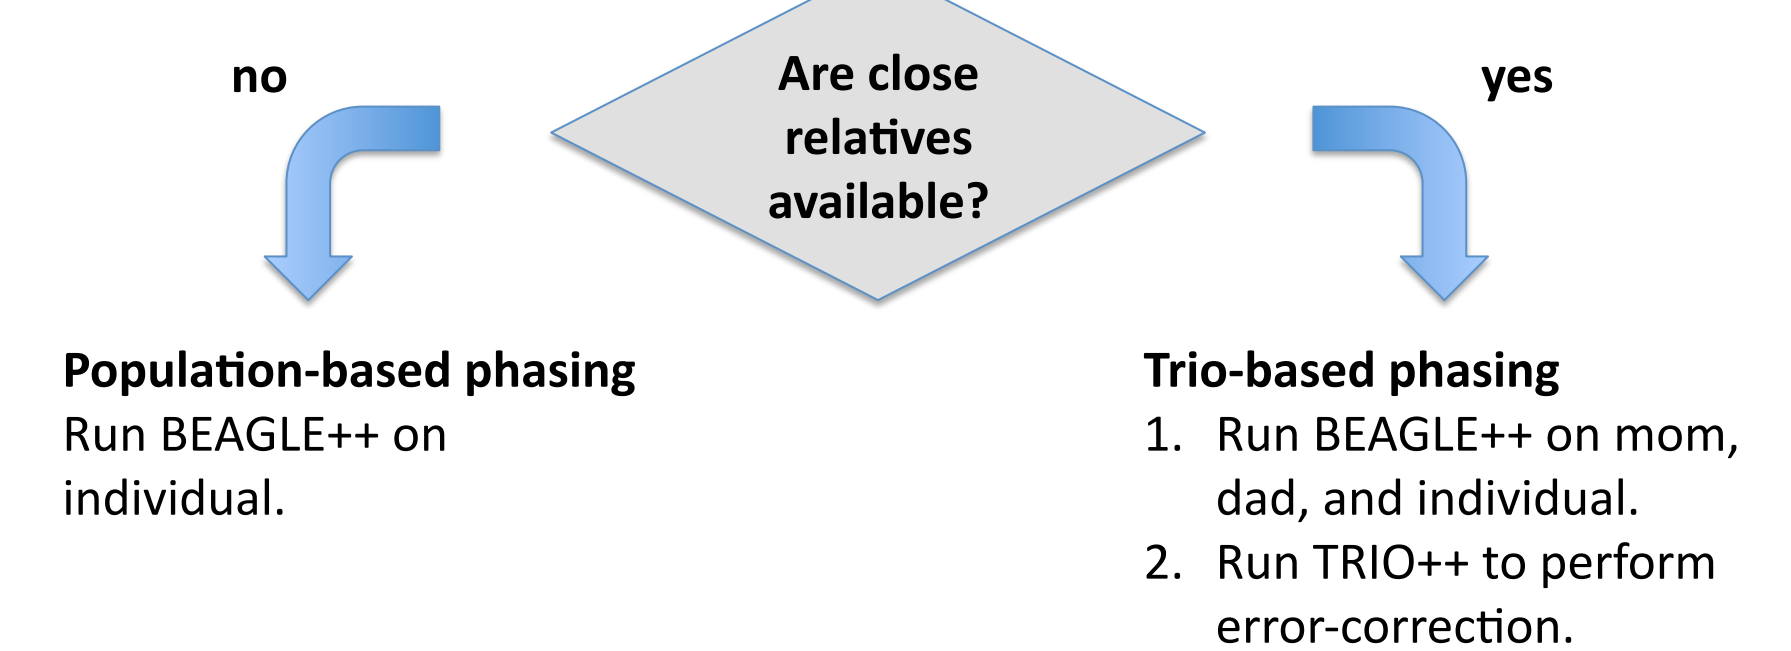 no
Are close
relatives
available?
yes
Population-based phasing
Run BEAGLE++ on
individual.
Trio-based phasing
1. Run BEAGLE++ on mom,
dad, and individual.
2. Run TRIO++ to perform
error-correction.